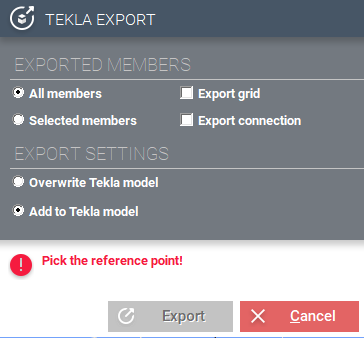 TEKLA EXPORT
EXPORTED MEMBERS
All members Export grid
Selected members Export connection
EXPORT SETTINGS
Overwrite Tekla model
Add to Tekla model
Pick the reference point!
Export Cancel